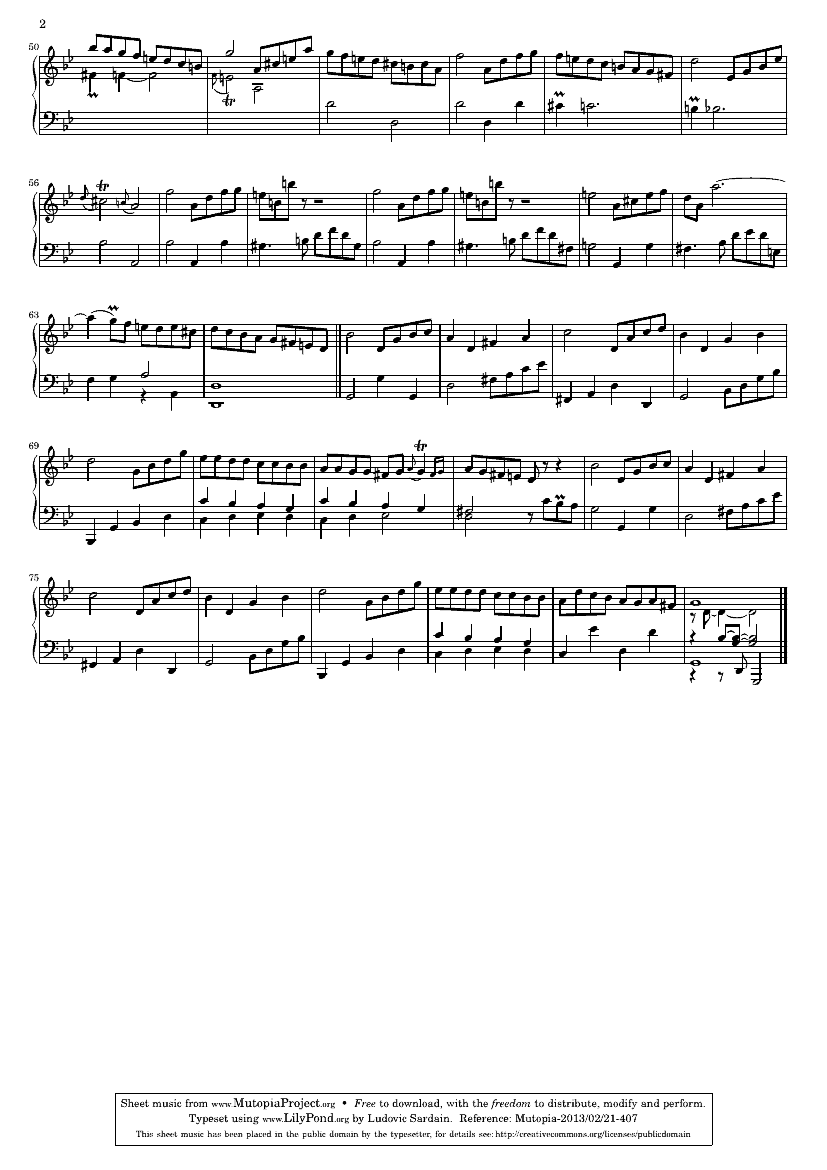 2
50
tr
56
tr
63
69
tr
75
Sheet music from www.MutopiaProject.org • Free to download, with the freedom to distribute, modify and perform.
Typeset using www.LilyPond.org by Ludovic Sardain. Reference: Mutopia-2013/02/21-407
This sheet music has been placed in the public domain by the typesetter, for details see: http://creativecommons.org/licenses/publicdomain